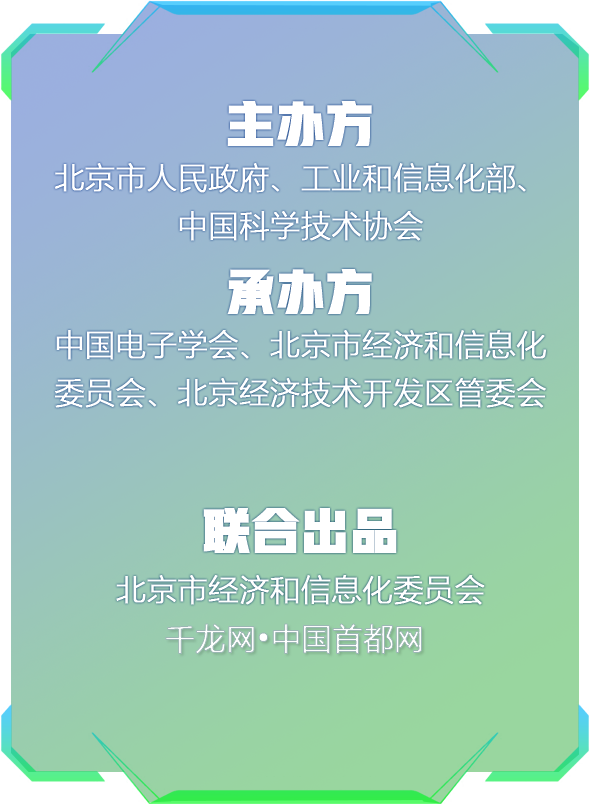 主办方
北京市人民政府、工业和信息化部、
中国科学技术协会
承办方
中国电子学会、北京市经济和信息化
委员会、北京经济技术开发区管委会
联合出品
北京市经济和信息化委员会
千龙网•中国首都网